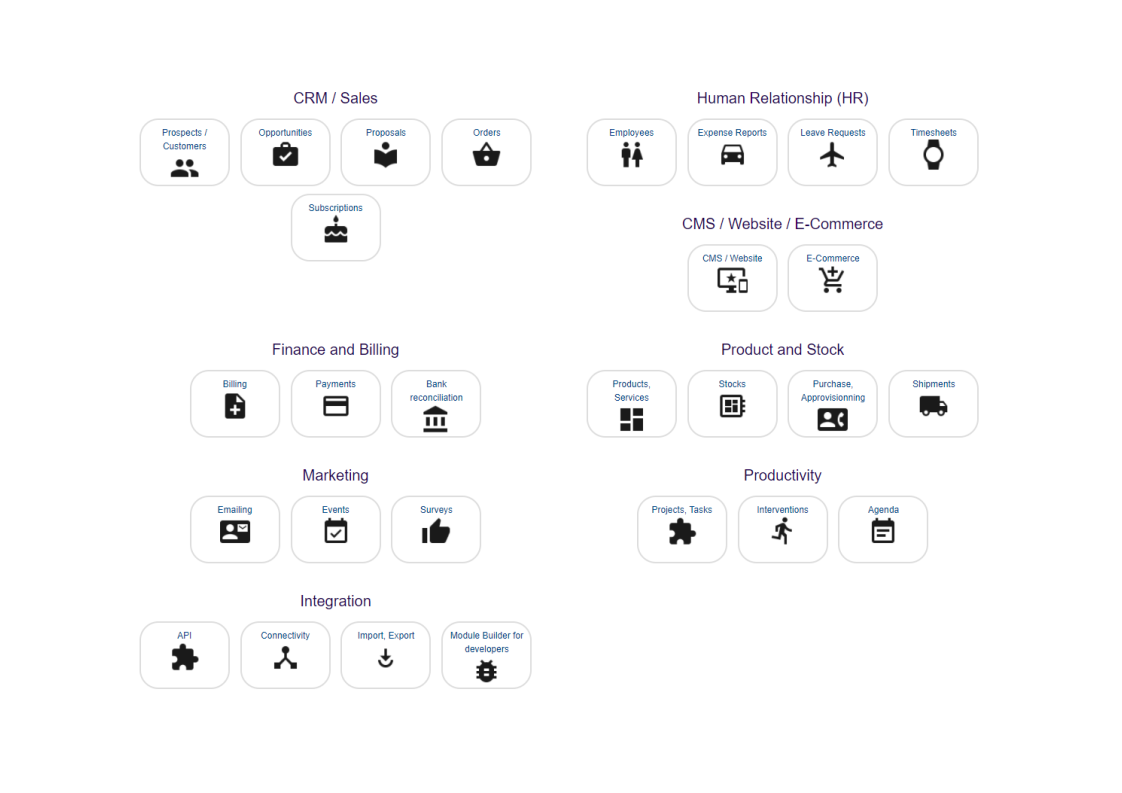 CRM / Sales
Prospects /
Customers
Opportunities
Proposals
Orders
Subscriptions
Human Relationship (HR)
Employees
Expense Reports
Leave Requests
Timesheets
CMS / Website / E-Commerce
CMS / Website
E-Commerce
Finance and Billing
Billing
Payments
Bank
reconciliation
Product and Stock
Products,
Services
Stocks
Purchase,
Approvisionning
Shipments
Marketing
Emailing
Events
Surveys
Productivity
Projects, Tasks
Interventions
Agenda
Integration
API
Connectivity
Import, Export
Module Builder for
developers